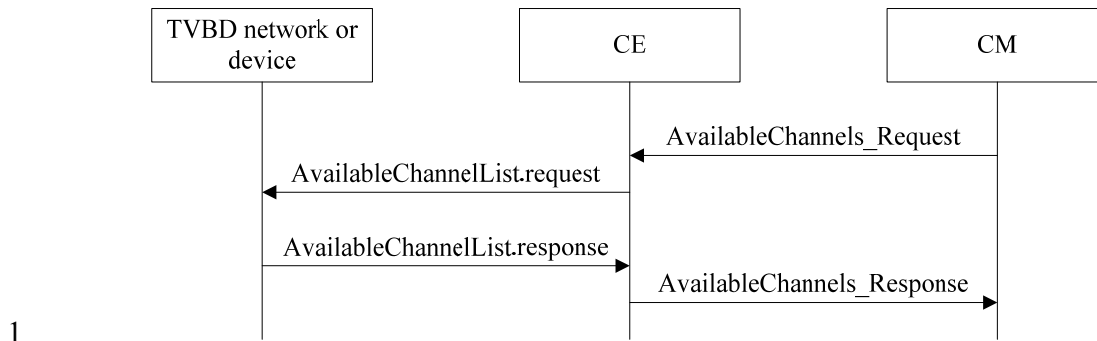 TVBD network or
device
CE
CM
AvailableChannels_Request
AvailableChannelList.request
AvailableChannelList.response
AvailableChannels_Response
1